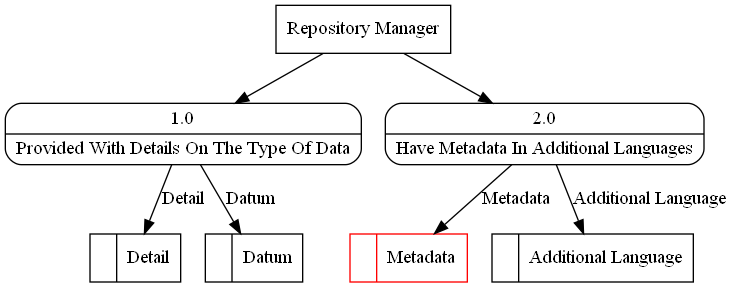 Repository Manager
1.0
Provided With Details On The Type Of Data
2.0
Have Metadata In Additional Languages
Detail
Datum
Metadata
Additional Language
Detail
Datum
Metadata
Additional Language